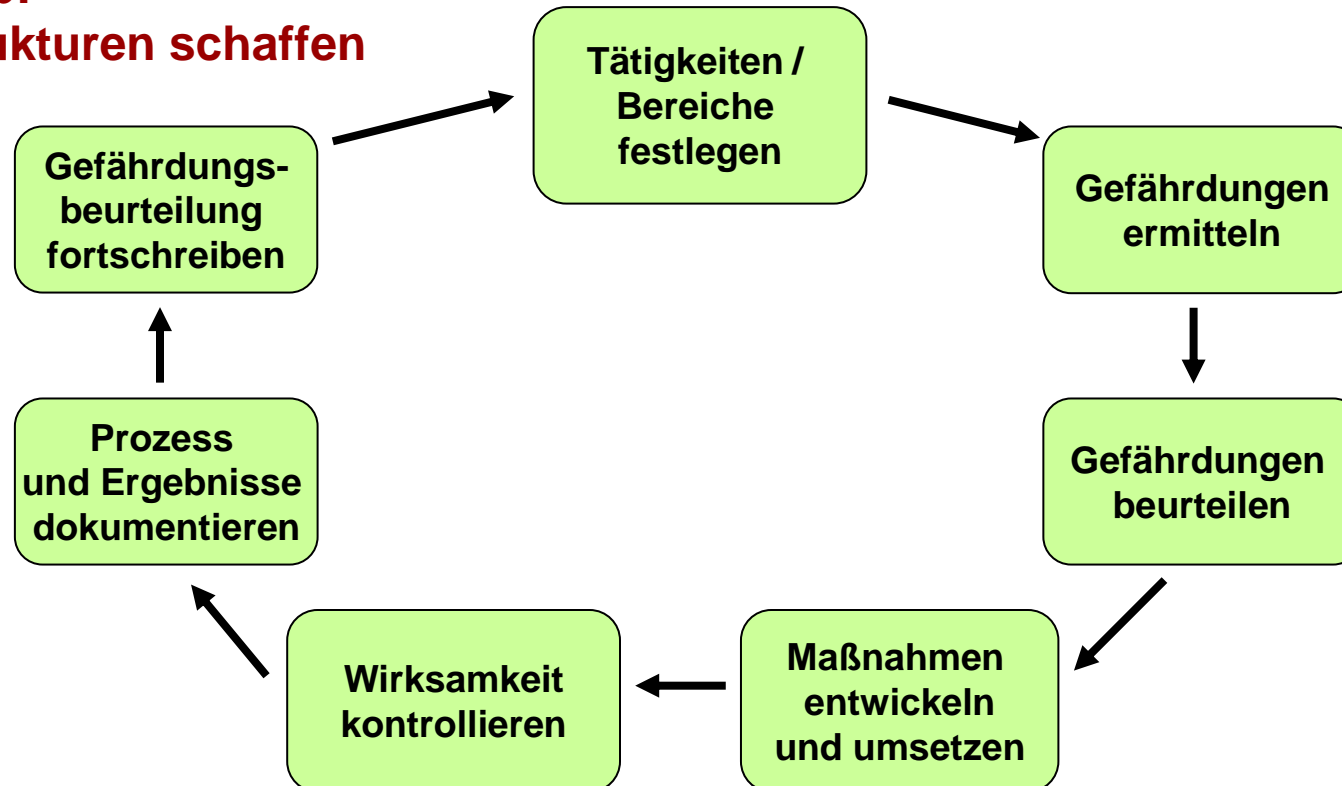 schaffen
Tätigkeiten /
Bereiche
festlegen
Gefährdungen
ermitteln
Gefährdungen
beurteilen
Maßnahmen
entwickeln
und umsetzen
Wirksamkeit
kontrollieren
Prozess
und Ergebnisse
dokumentieren
Gefährdungs-
beurteilung
fortschreiben